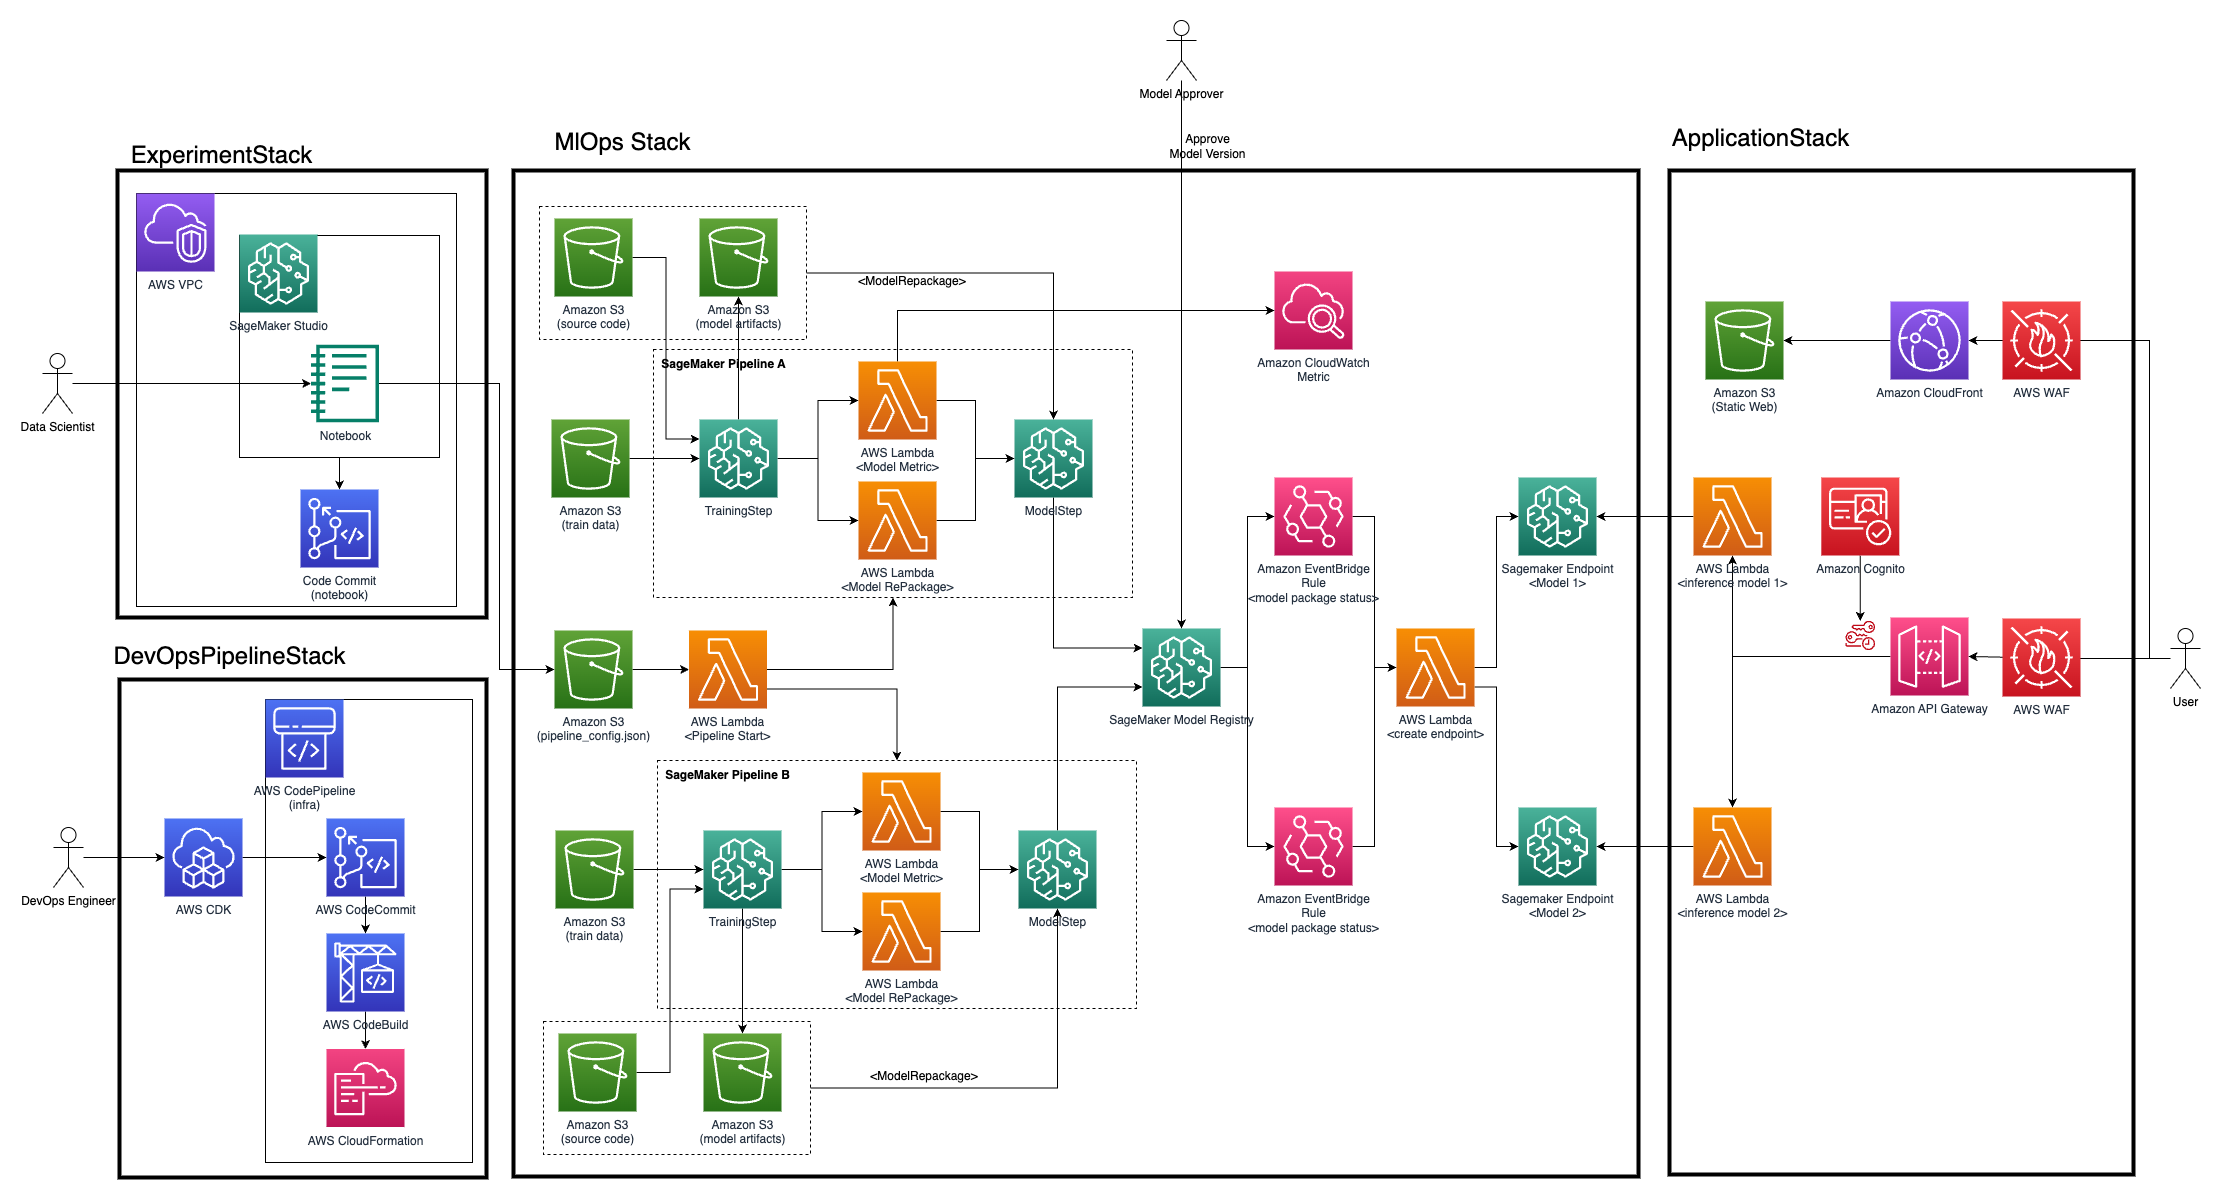 Model Approver
Approve
Model Version
ExperimentStack
AWS VPC
SageMaker Studio
Notebook
Data Scientist
Code Commit
(notebook)
DevOpsPipelineStack
AWS CodePipeline
(infra)
DevOps Engineer
AWS CDK
AWS CodeCommit
AWS CodeBuild
AWS CloudFormation
MlOps Stack
Amazon S3
(source code)
Amazon S3
(model artifacts)
<ModelRepackage>
SageMaker Pipeline A
Amazon S3
(train data)
TrainingStep
AWS Lambda
<Model Metric>
AWS Lambda
<Model RePackage>
ModelStep
Amazon CloudWatch
Metric
Amazon S3
(pipeline_config.json)
AWS Lambda
<Pipeline Start>
SageMaker Model Registry
Amazon EventBridge
Rule
<model package status>
AWS Lambda
<create endpoint>
Sagemaker Endpoint
<Model 1>
SageMaker Pipeline B
Amazon S3
(train data)
TrainingStep
AWS Lambda
<Model Metric>
AWS Lambda
<Model RePackage>
ModelStep
Amazon EventBridge
Rule
<model package status>
Sagemaker Endpoint
<Model 2>
Amazon S3
(source code)
Amazon S3
(model artifacts)
<ModelRepackage>
ApplicationStack
Amazon S3
(Static Web)
Amazon CloudFront
AWS WAF
AWS Lambda
<inference model 1>
Amazon Cognito
Amazon API Gateway
AWS WAF
User
AWS Lambda
<inference model 2>